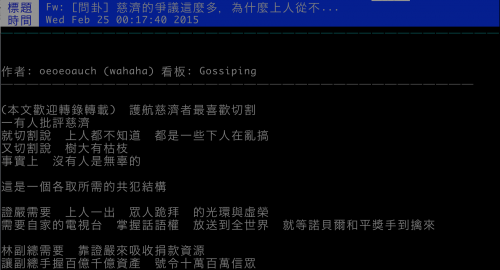 標題 Fw: [問卦] 慈濟的爭議這麼多，為什麼上人從不...
時間 Wed Feb 25 00:17:40 2015
作者: oeoeoauch (wahaha) 看板: Gossiping
(本文歡迎轉錄轉載) 護航慈濟者最喜歡切割
一有人批評慈濟
就切割說 上人都不知道 都是一些下人在亂搞
又切割說 樹大有枯枝
事實上 沒有人是無辜的
這是一個各取所需的共犯結構
證嚴需要 上人一出 眾人跪拜 的光環與虛榮
需要自家的電視台 掌握話語權 放送到全世界 就等諾貝爾和平獎手到擒來
林副總需要 靠證嚴來吸收捐款資源
讓副總手握百億千億資產 號令十萬百萬信眾